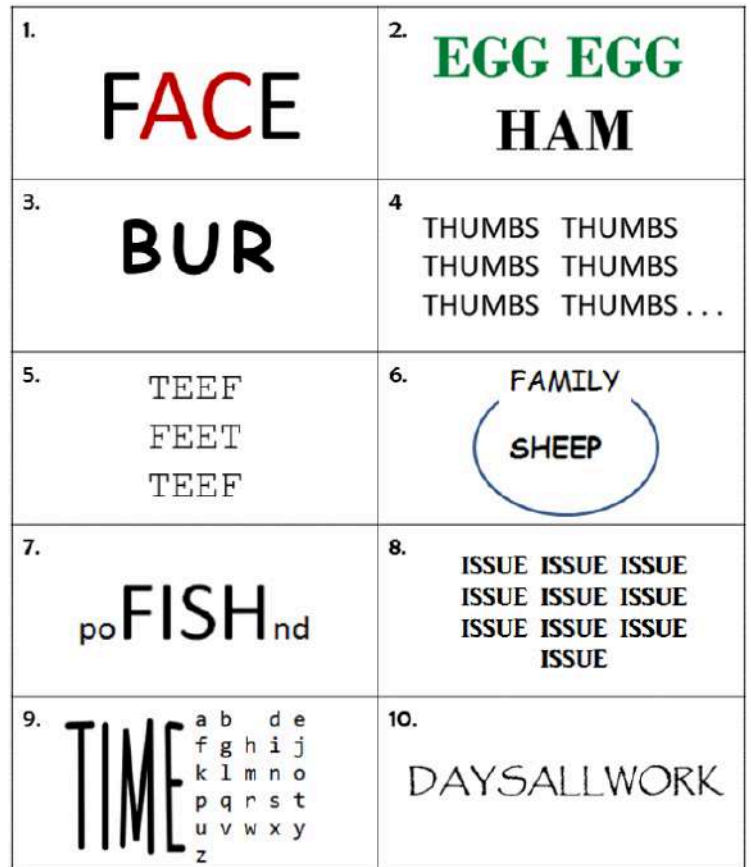 1.
FACE
2.
EGG EGG
HAM
3.
BUR
4
THUMBS THUMBS
THUMBS THUMBS
THUMBS THUMBS . . .
5.
TEEF
FEET
TEEF
6.
FAMILY
SHEEP
7.
poFISHnd
8.
ISSUE ISSUE ISSUE
ISSUE ISSUE ISSUE
ISSUE ISSUE ISSUE
ISSUE
9.
TIME
a b d e
f g h i j
k l m n o
p q r s t
u v w x y
z
10.
DAYSALLWORK